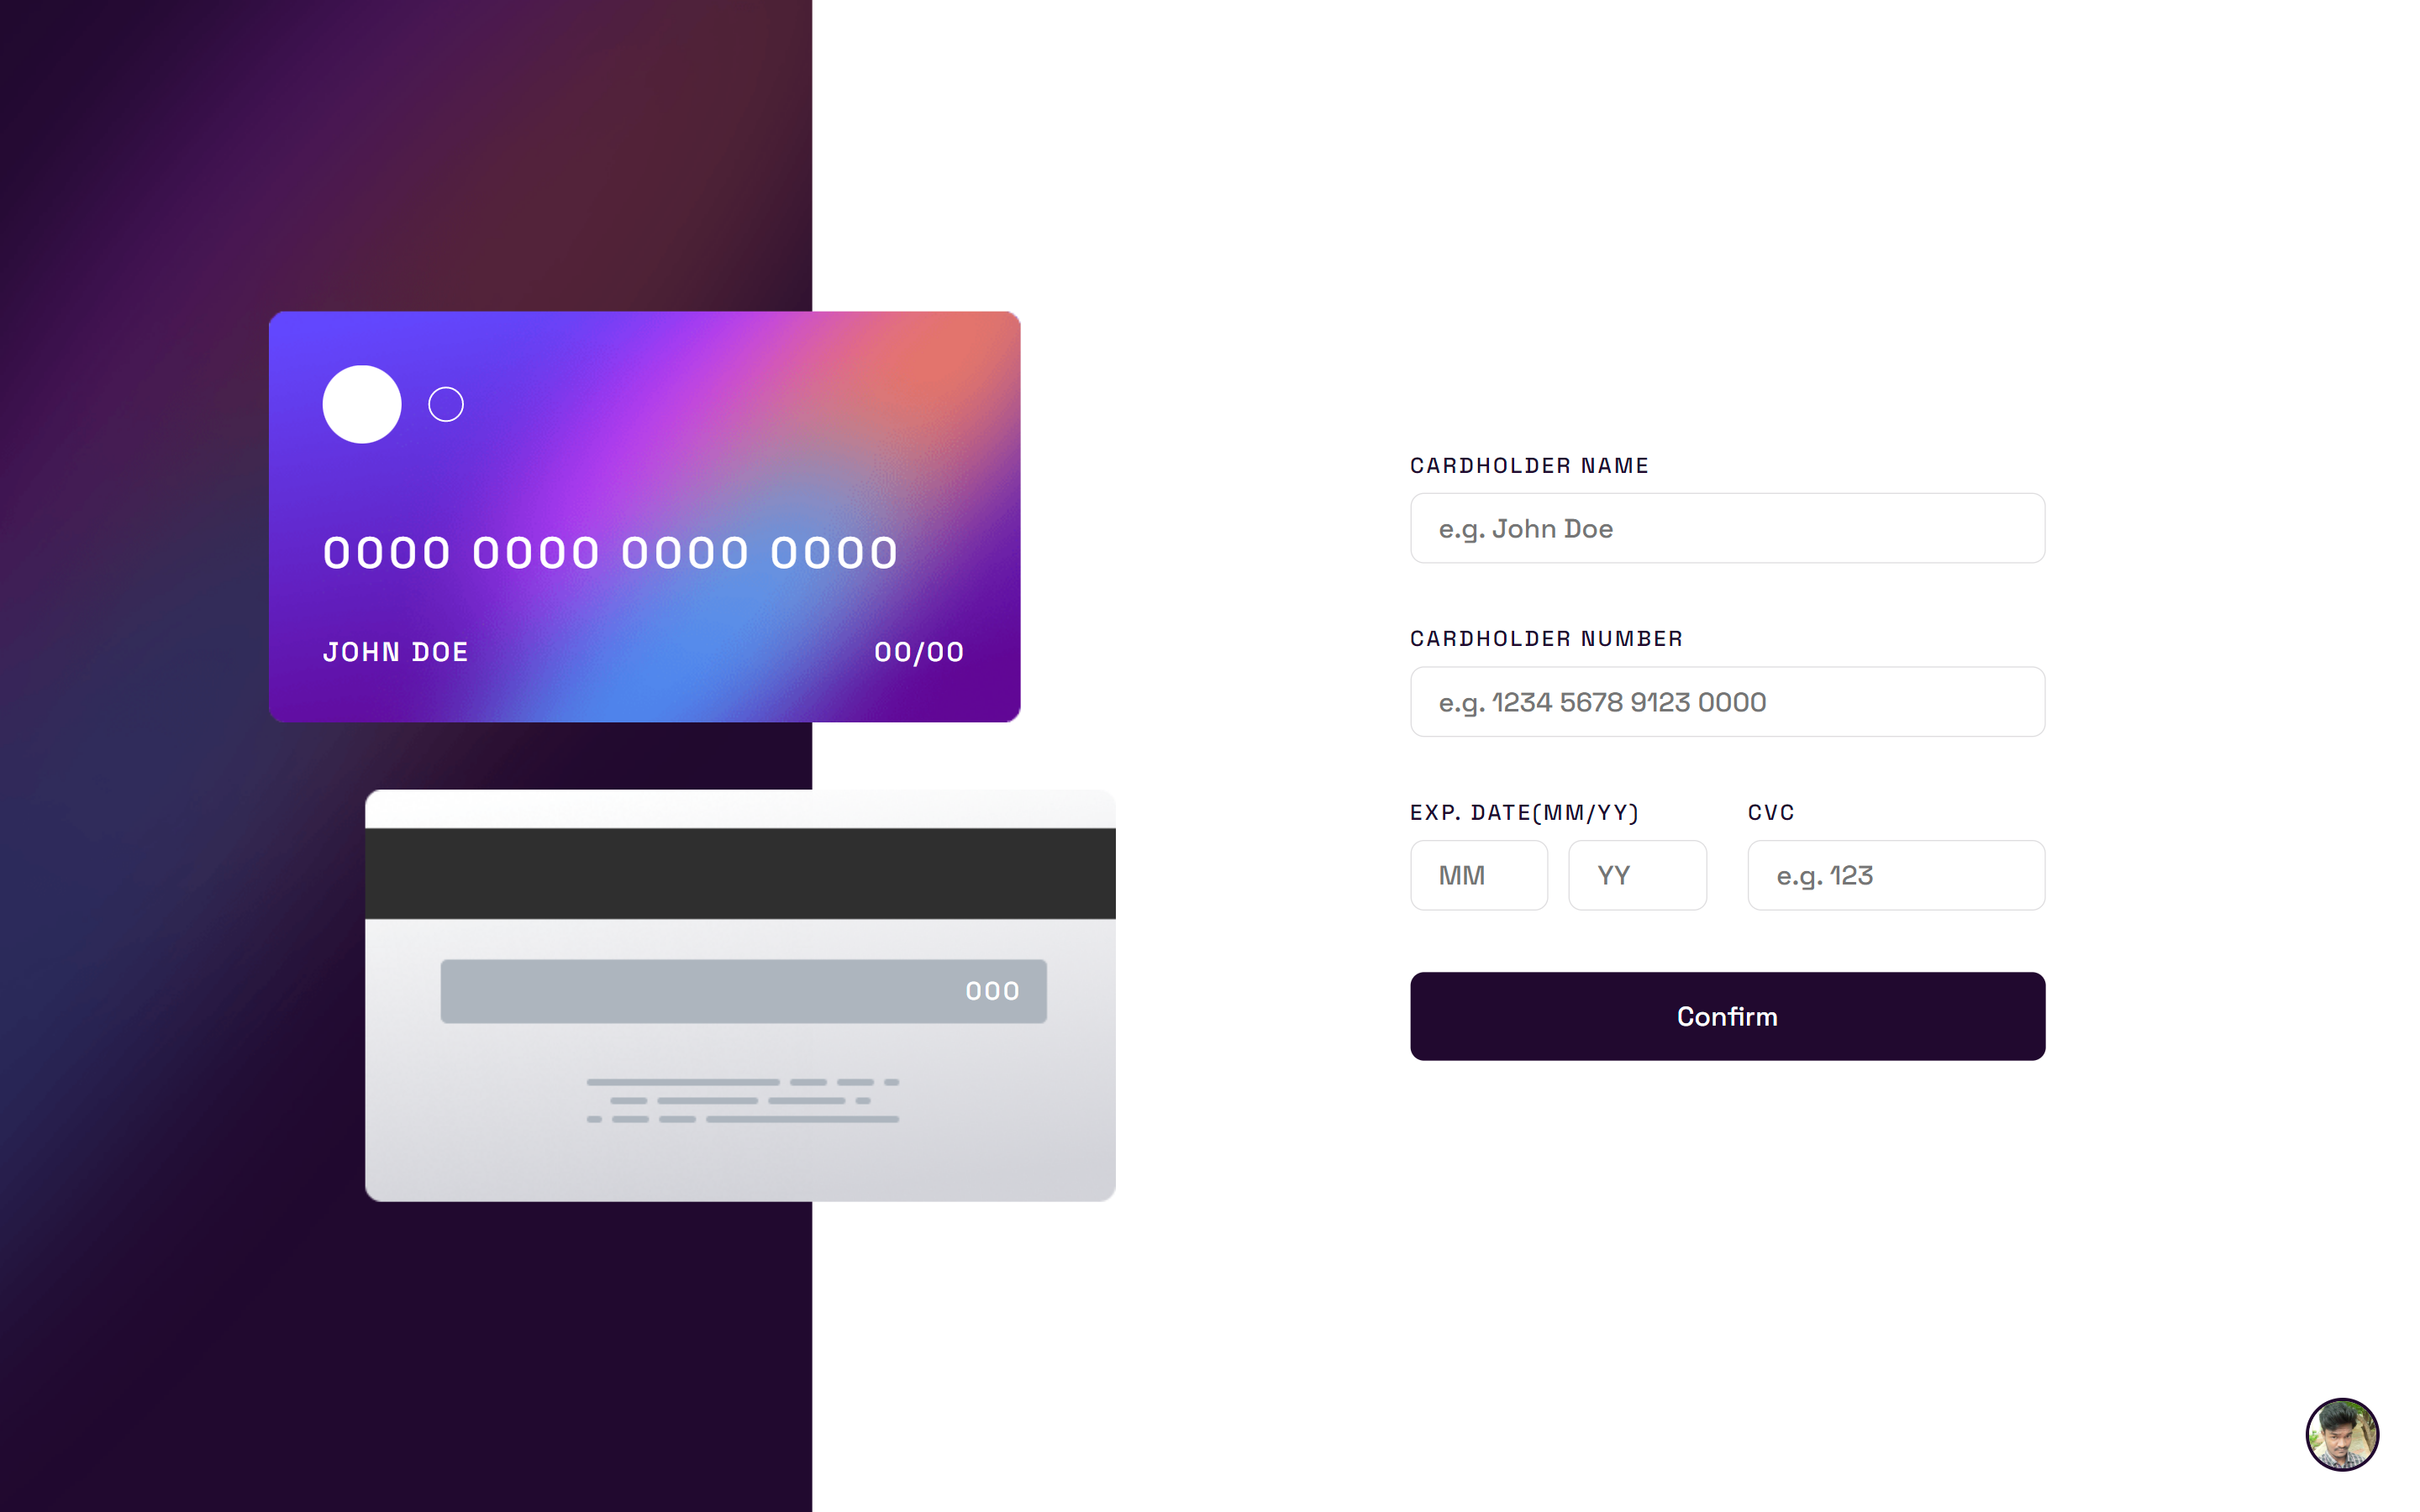 0000 0000 0000 0000
JOHN DOE 00/00
000
CARDHOLDER NAME
e.g. John Doe
CARDHOLDER NUMBER
e.g. 1234 5678 9123 0000
EXP. DATE(MM/YY) CVC
MM YY e.g. 123
Confirm